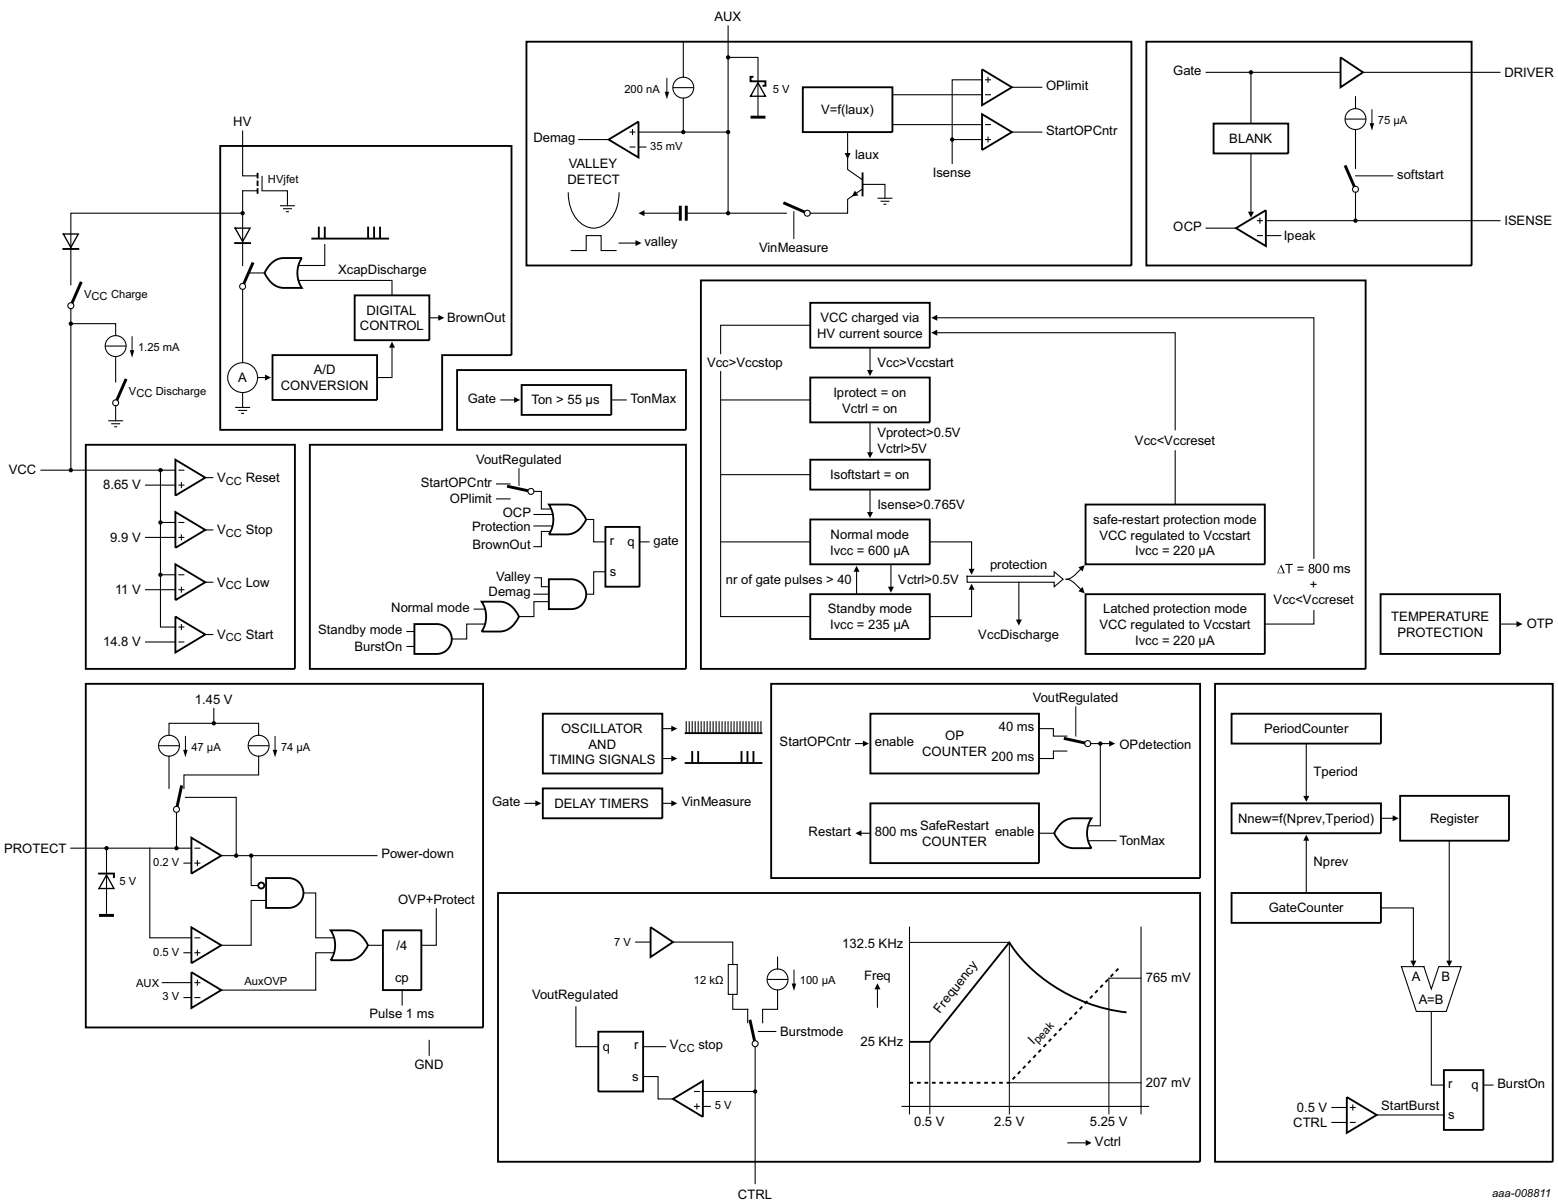 AUX
200 nA
5 V
Demag
+
−
35 mV
VALLEY
DETECT
valley
V=f(Iaux)
Iaux
VinMeasure
+
−
OPlimit
−
+
StartOPCntr
Isense
Gate
DRIVER
BLANK
75 µA
softstart
OCP
+
−
Ipeak
ISENSE
HV
HVjfet
XcapDischarge
DIGITAL
CONTROL
BrownOut
A
A/D
CONVERSION
VCC Charge
1.25 mA
VCC Discharge
Gate
Ton > 55 µs
TonMax
VCC
−
+
8.65 V
VCC Reset
−
+
9.9 V
VCC Stop
−
+
11 V
VCC Low
+
−
14.8 V
VCC Start
VoutRegulated
StartOPCntr
OPlimit
OCP
Protection
BrownOut
r q
s
gate
Valley
Demag
Normal mode
Standby mode
BurstOn
VCC charged via
HV current source
Vcc>Vccstop
Vcc>Vccstart
Iprotect = on
Vctrl = on
Vprotect>0.5V
Vctrl>5V
Isoftstart = on
Isense>0.765V
Normal mode
Ivcc = 600 µA
nr of gate pulses > 40
Vctrl>0.5V
Standby mode
Ivcc = 235 µA
protection
VccDischarge
Vcc<Vccreset
safe-restart protection mode
VCC regulated to Vccstart
Ivcc = 220 µA
Latched protection mode
VCC regulated to Vccstart
Ivcc = 220 µA
ΔT = 800 ms
+
Vcc<Vccreset
TEMPERATURE
PROTECTION
OTP
1.45 V
47 µA
74 µA
PROTECT
5 V
−
+
0.2 V
Power-down
−
+
0.5 V
AUX
3 V
+
−
AuxOVP
OVP+Protect
/4
cp
Pulse 1 ms
GND
OSCILLATOR
AND
TIMING SIGNALS
Gate
DELAY TIMERS
VinMeasure
VoutRegulated
StartOPCntr
enable
OP
COUNTER
40 ms
200 ms
OPdetection
Restart
800 ms
SafeRestart
COUNTER
enable
TonMax
7 V
12 kΩ
100 µA
VoutRegulated
Burstmode
q r
s
VCC stop
−
+
5 V
CTRL
132.5 KHz
Freq
25 KHz
Frequency
Ipeak
765 mV
207 mV
0.5 V
2.5 V
5.25 V
Vctrl
PeriodCounter
Tperiod
Nnew=f(Nprev,Tperiod)
Register
Nprev
GateCounter
A B
A=B
r q
s
BurstOn
0.5 V
CTRL
+
−
StartBurst
aaa-008811